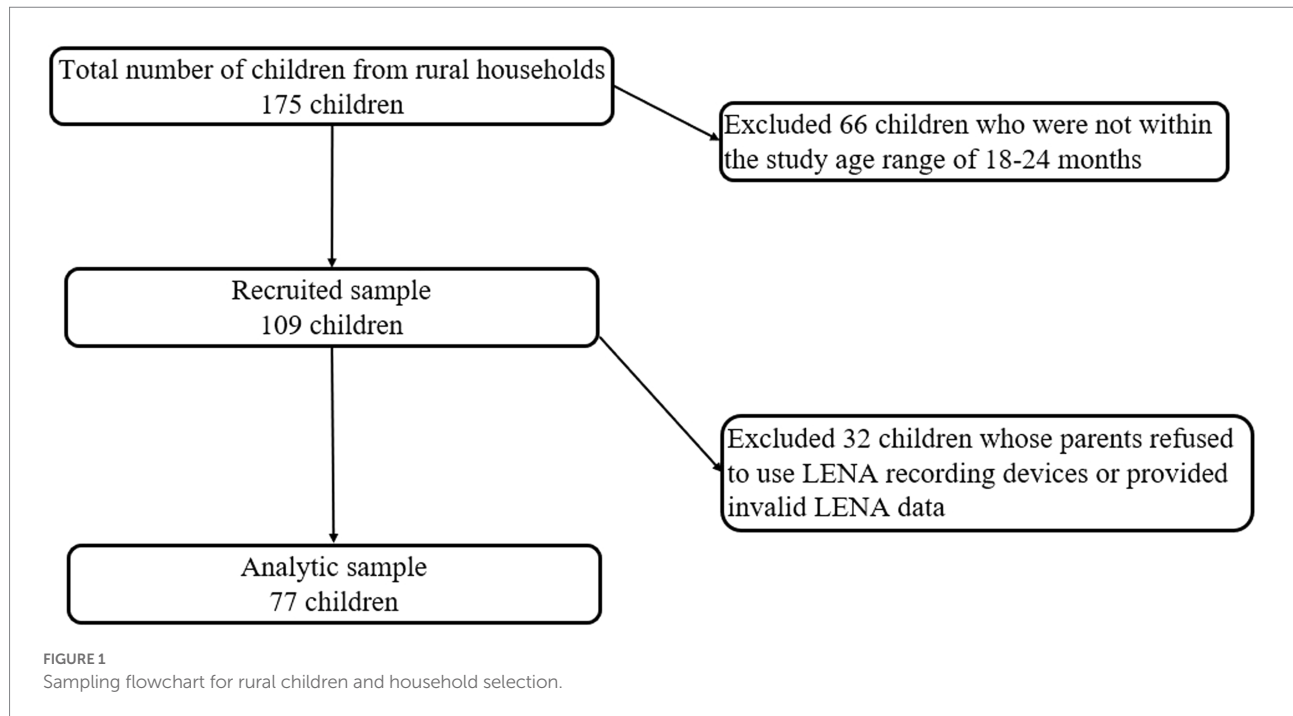 Total number of children from rural households
175 children
Excluded 66 children who were not within
the study age range of 18-24 months
Recruited sample
109 children
Excluded 32 children whose parents refused
to use LENA recording devices or provided
invalid LENA data
Analytic sample
77 children
FIGURE 1
Sampling flowchart for rural children and household selection.